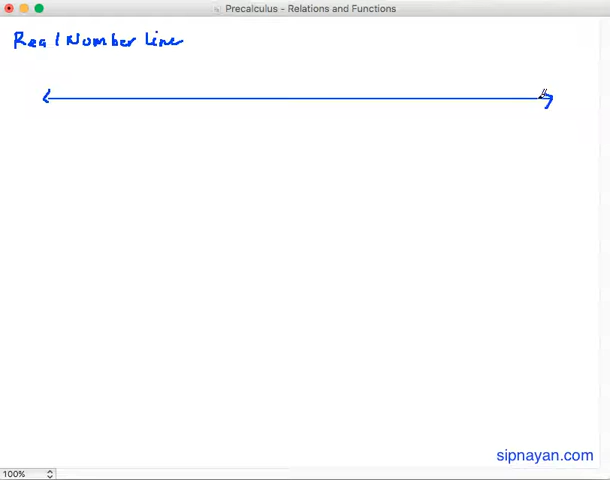 Precalculus - Relations and Functions
Real Number Line
sipnayan.com
100%